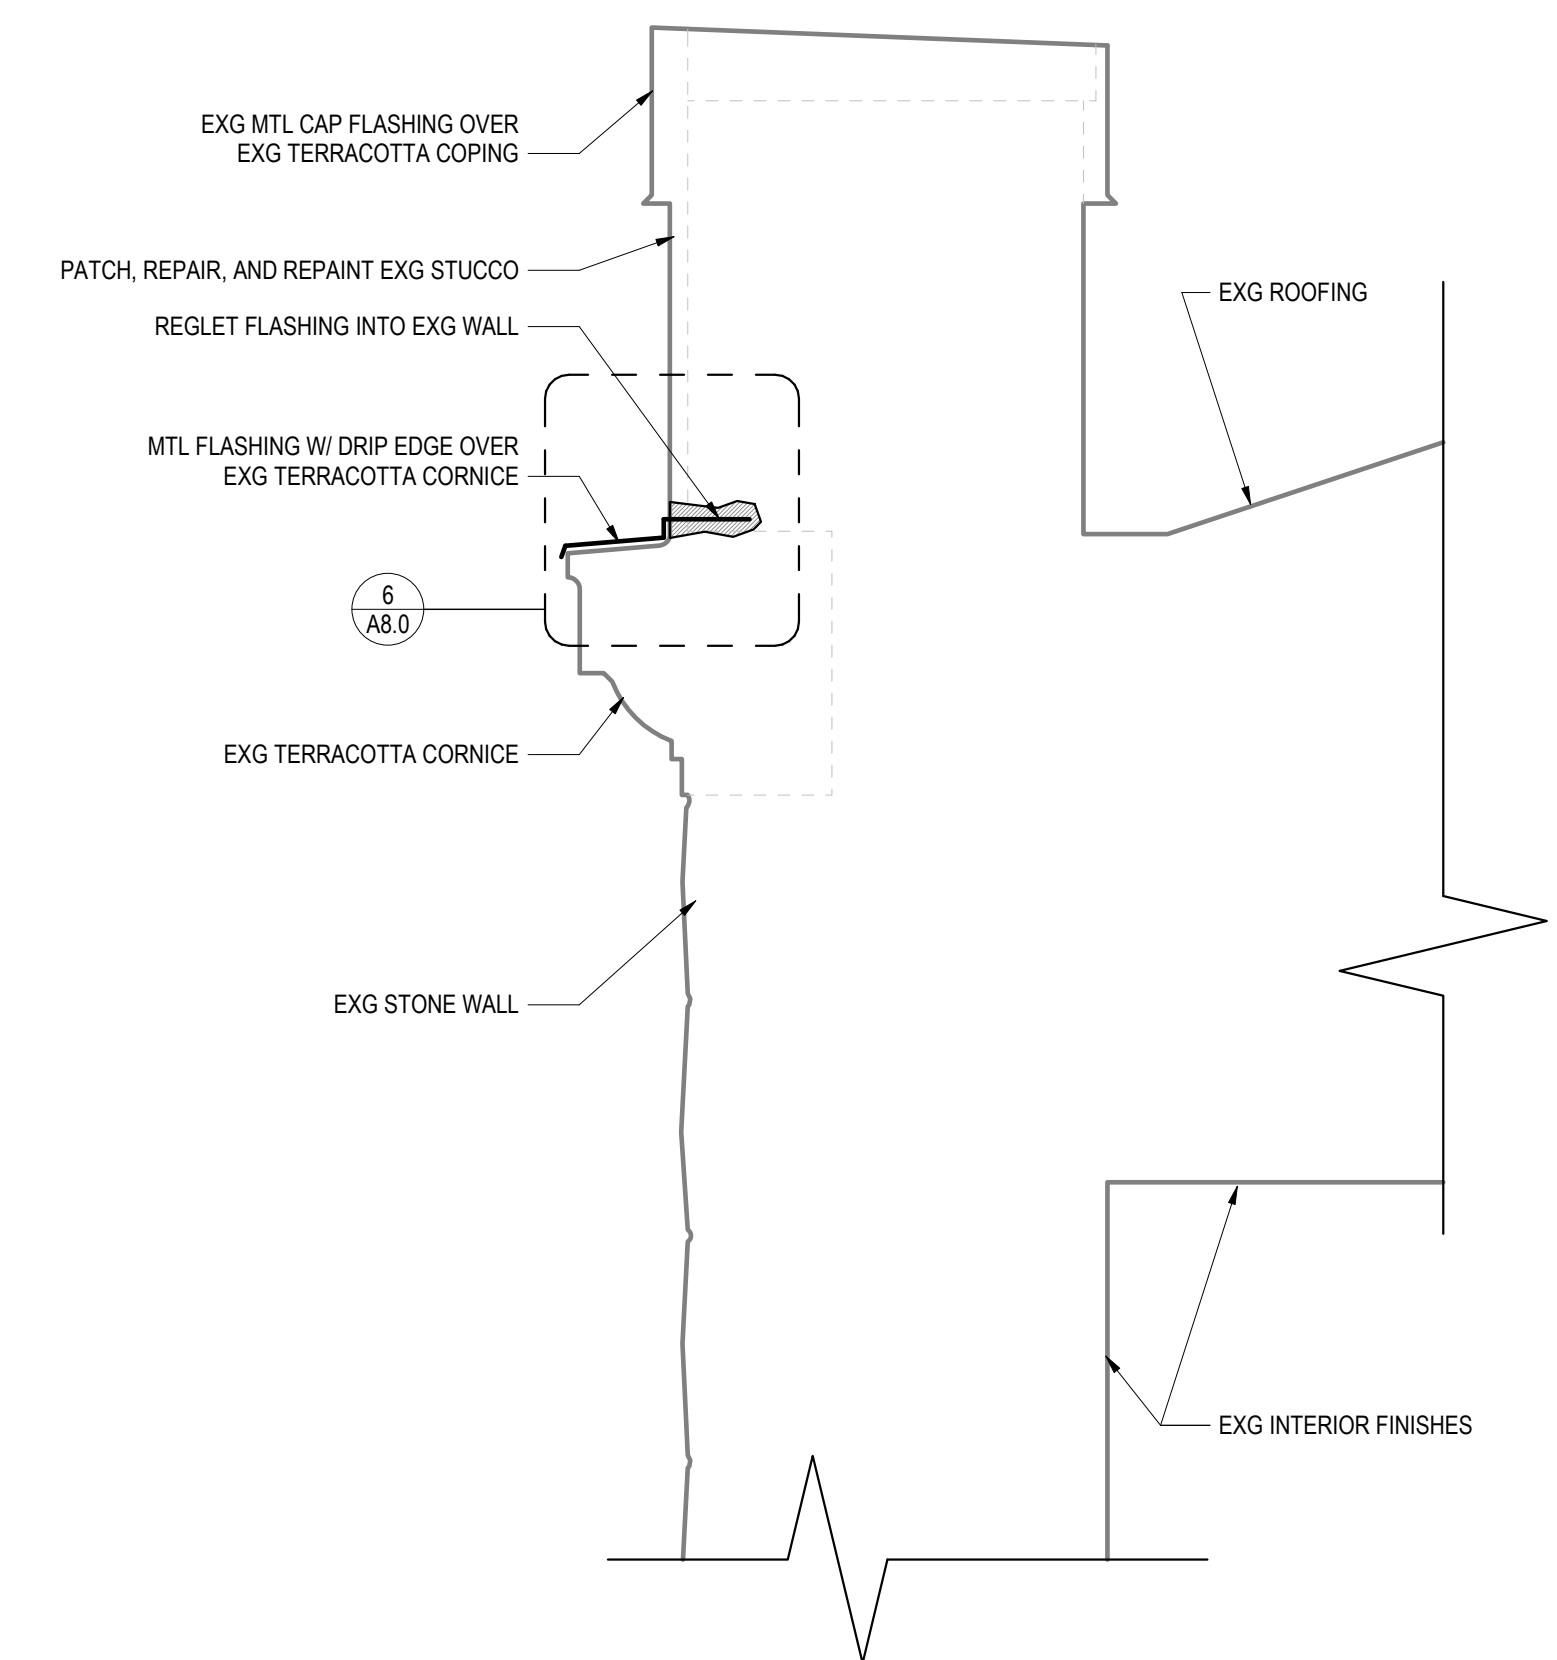 EXG MTL CAP FLASHING OVER
EXG TERRACOTTA COPING
PATCH, REPAIR, AND REPAINT EXG STUCCO
EXG ROOFING
REGLET FLASHING INTO EXG WALL
MTL FLASHING W/ DRIP EDGE OVER
EXG TERRACOTTA CORNICE
6
A8.0
EXG TERRACOTTA CORNICE
EXG STONE WALL
EXG INTERIOR FINISHES